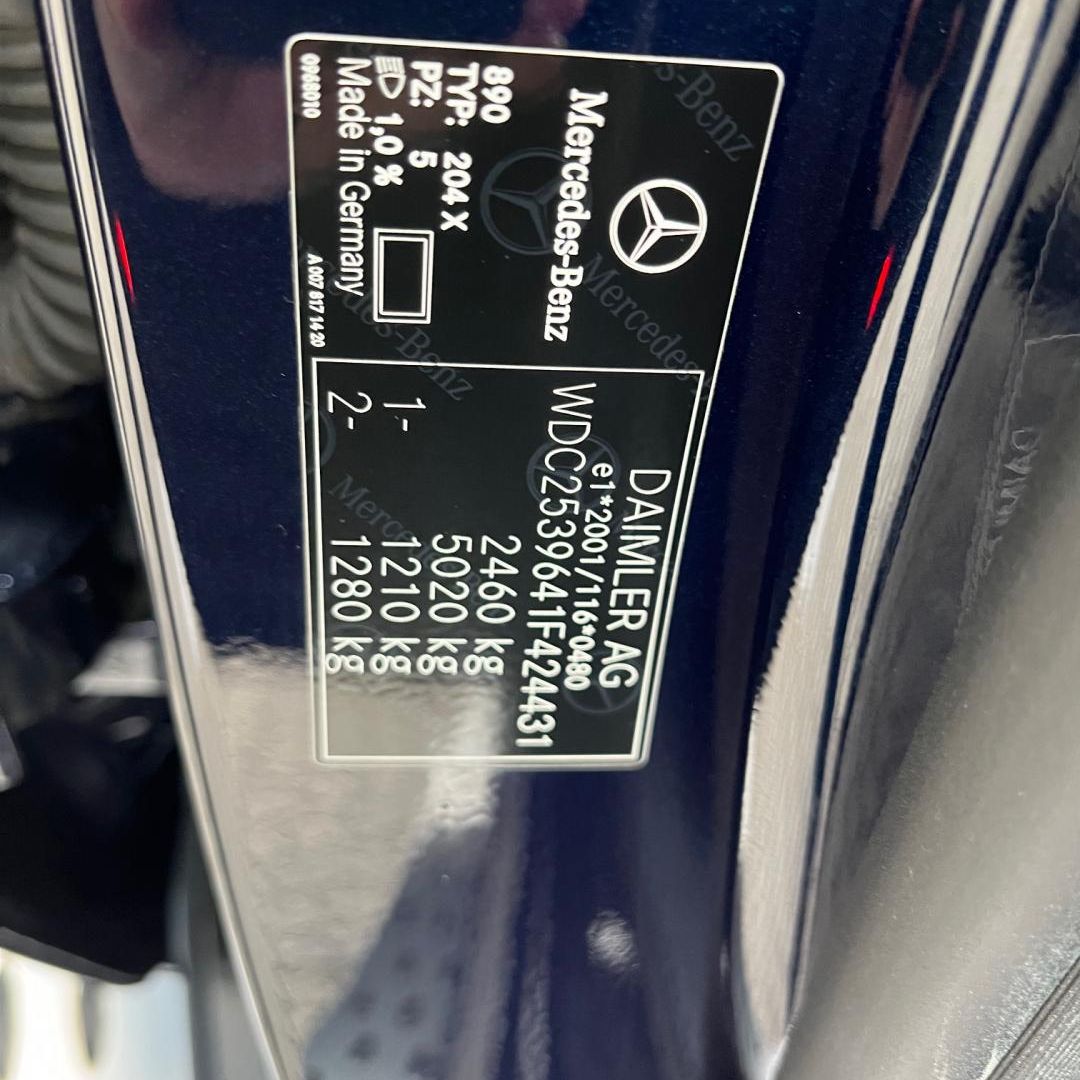 Mercedes-Benz
890
TYP: 204 X
PZ: 5
1,0 %
Made in Germany
0968010
A 007 817 14 20
DAIMLER AG
e1*2001/116*0480
WDC2539641F424431
2460 kg
5020 kg
1- 1210 kg
2- 1280 kg